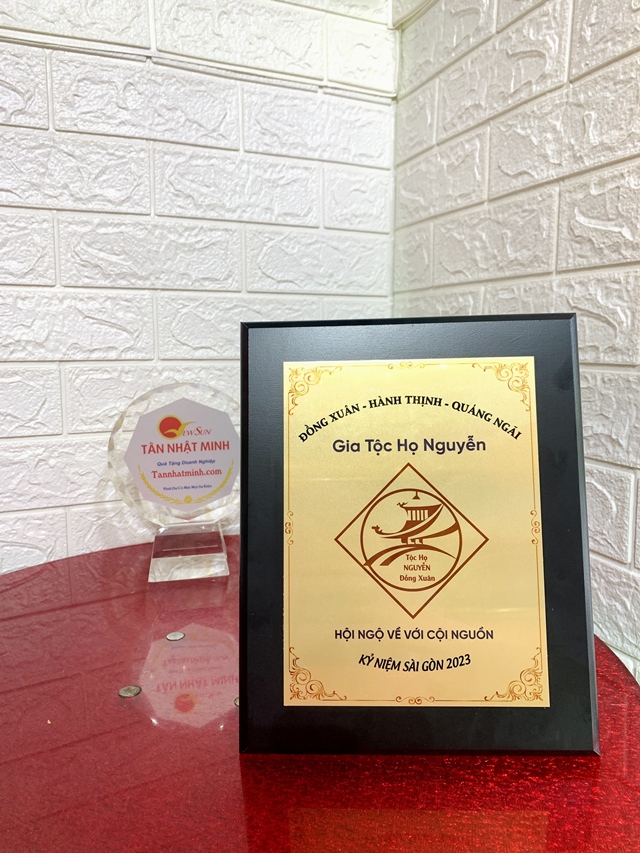 ĐỒNG XUÂN - HÀNH THỊNH - QUẢNG NGÃI
Gia Tộc Họ Nguyễn
Tộc Họ
NGUYỄN
Đồng Xuân
HỘI NGỘ VỀ VỚI CỘI NGUỒN
KỶ NIỆM SÀI GÒN 2023
TÂN NHẬT MINH
Quà Tặng Doanh Nghiệp
Tannhatminh.com